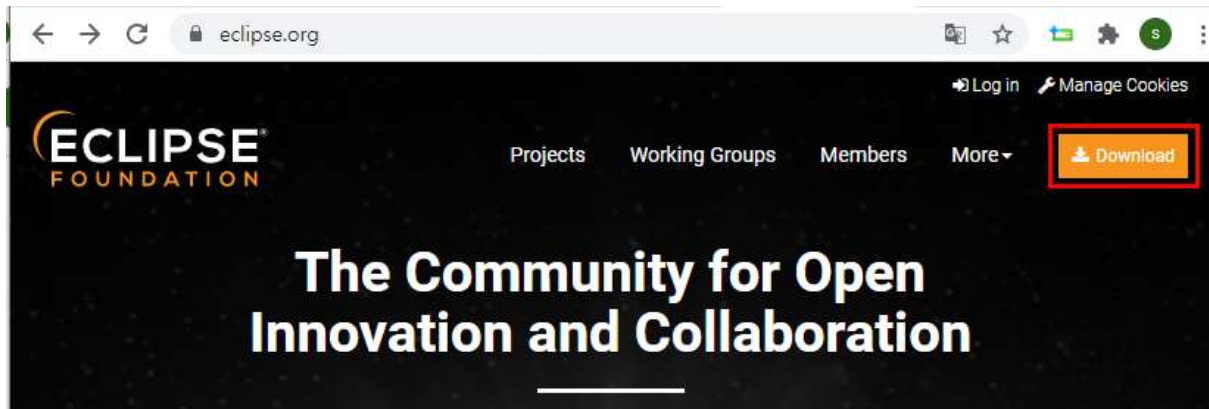 eclipse.org
S
Log in Manage Cookies
ECLIPSE®
FOUNDATION
Projects Working Groups Members More Download
The Community for Open
Innovation and Collaboration